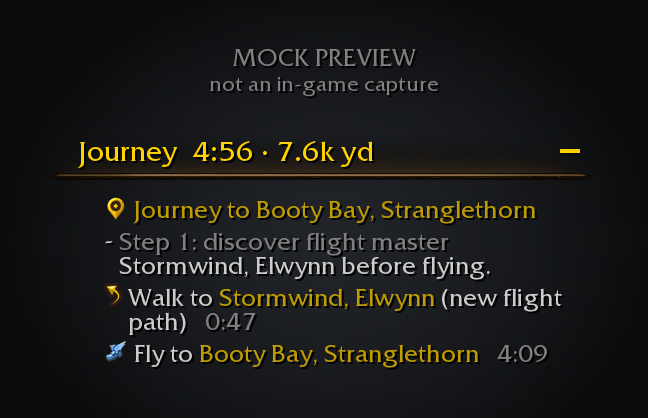 MOCK PREVIEW
not an in-game capture
Journey 4:56 · 7.6k yd
Journey to Booty Bay, Stranglethorn
- Step 1: discover flight master
Stormwind, Elwynn before flying.
Walk to Stormwind, Elwynn (new flight
path) 0:47
Fly to Booty Bay, Stranglethorn 4:09